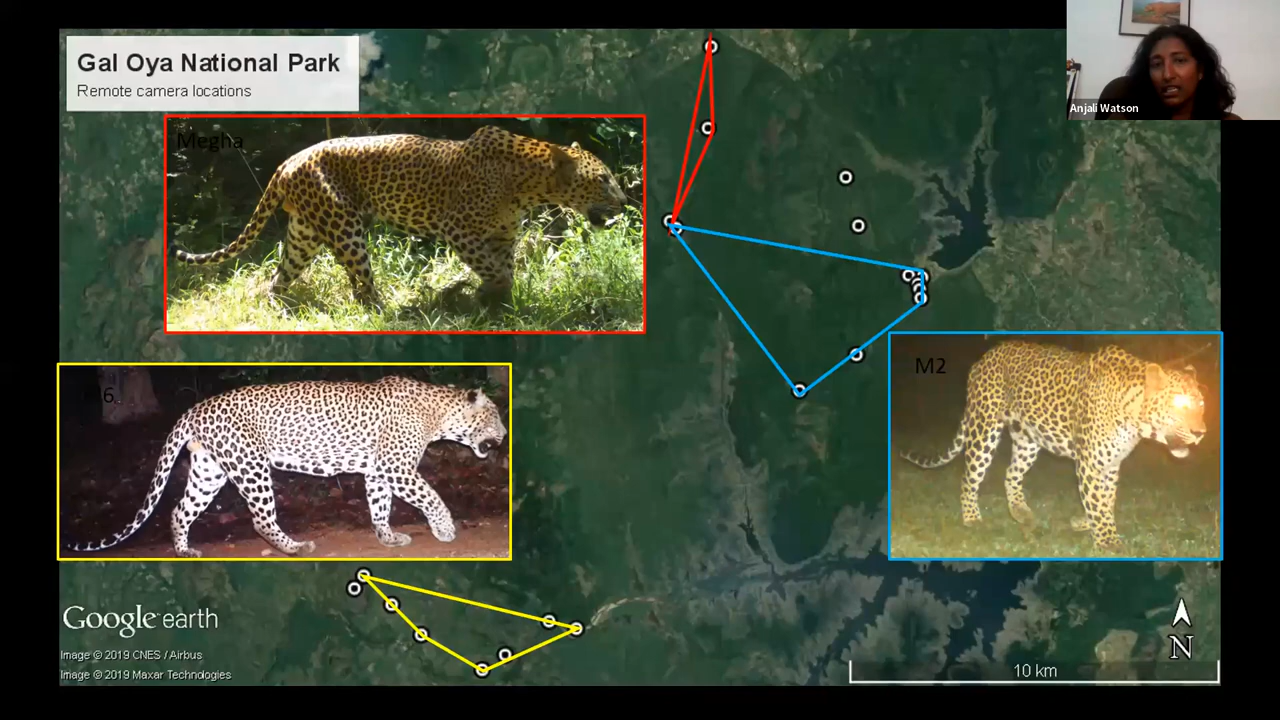 Gal Oya National Park
Remote camera locations
Anjali Watson
Megha
M2
6
Google earth
Image © 2019 CNES / Airbus
Image © 2019 Maxar Technologies
N
10 km